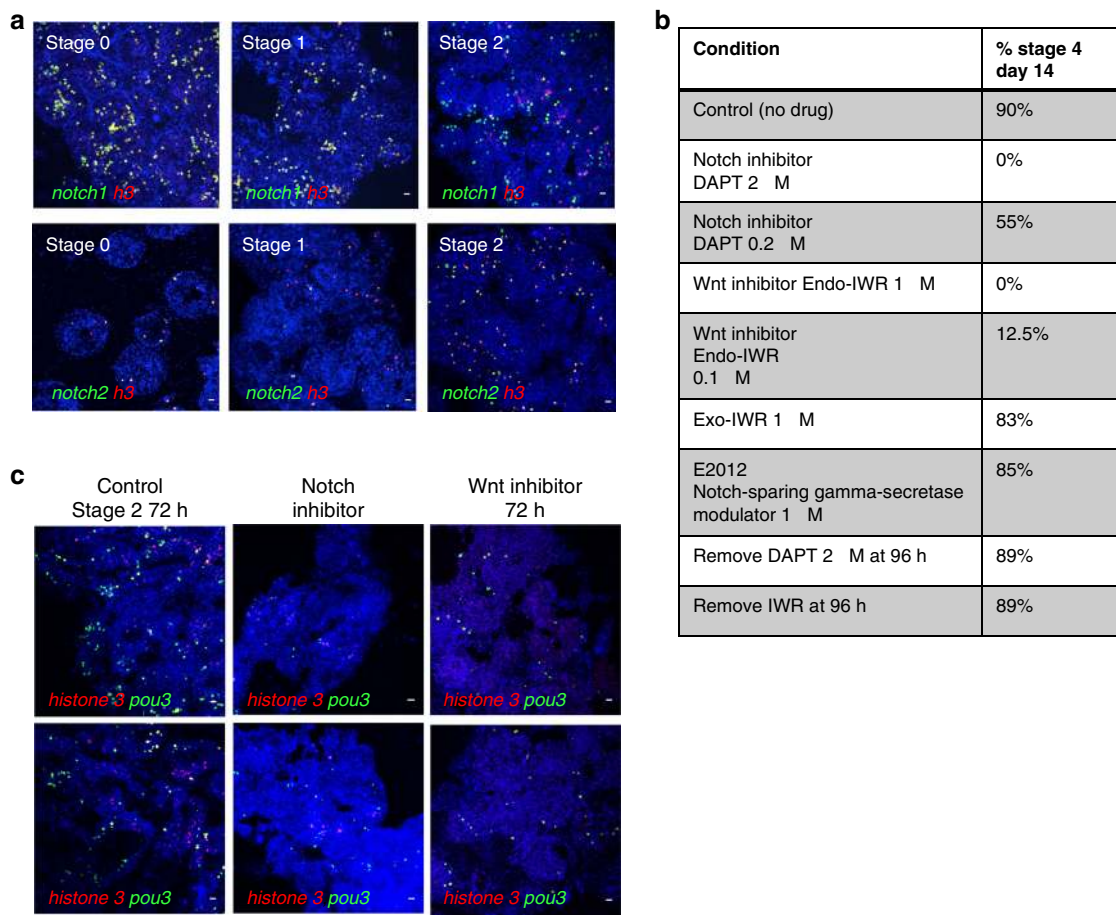 a
Stage 0
notch1 h3
Stage 1
notch1 h3
Stage 2
notch1 h3
Stage 0
notch2 h3
Stage 1
notch2 h3
Stage 2
notch2 h3
b
Condition
% stage 4
day 14
Control (no drug)
90%
Notch inhibitor
DAPT 2 M
0%
Notch inhibitor
DAPT 0.2 M
55%
Wnt inhibitor Endo-IWR 1 M
0%
Wnt inhibitor
Endo-IWR
0.1 M
12.5%
Exo-IWR 1 M
83%
E2012
Notch-sparing gamma-secretase
modulator 1 M
85%
Remove DAPT 2 M at 96 h
89%
Remove IWR at 96 h
89%
c
Control
Stage 2 72 h
Notch
inhibitor
Wnt inhibitor
72 h
histone 3 pou3
histone 3 pou3
histone 3 pou3
histone 3 pou3
histone 3 pou3
histone 3 pou3